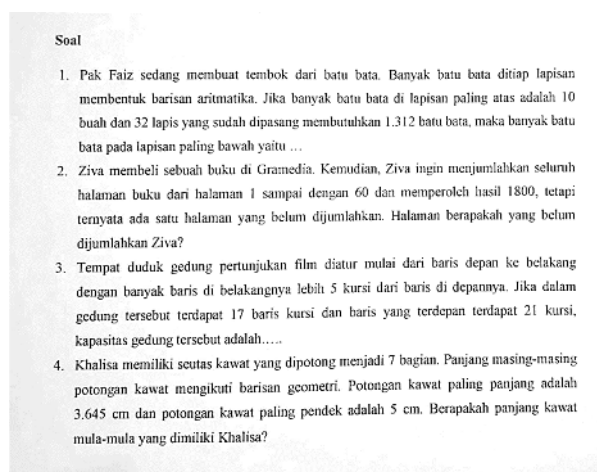 Soal
1. Pak Faiz sedang membuat tembok dari batu bata. Banyak batu bata ditiap lapisan
membentuk barisan aritmatika. Jika banyak batu bata di lapisan paling atas adalah 10
buah dan 32 lapis yang sudah dipasang membutuhkan 1.312 batu bata, maka banyak batu
bata pada lapisan paling bawah yaitu …
2. Ziva membeli sebuah buku di Gramedia. Kemudian, Ziva ingin menjumlahkan seluruh
halaman buku dari halaman 1 sampai dengan 60 dan memperoleh hasil 1800, tetapi
ternyata ada satu halaman yang belum dijumlahkan. Halaman berapakah yang belum
dijumlahkan Ziva?
3. Tempat duduk gedung pertunjukan film diatur mulai dari baris depan ke belakang
dengan banyak baris di belakangnya lebih 5 kursi dari baris di depannya. Jika dalam
gedung tersebut terdapat 17 baris kursi dan baris yang terdepan terdapat 21 kursi,
kapasitas gedung tersebut adalah…..
4. Khalisa memiliki seutas kawat yang dipotong menjadi 7 bagian. Panjang masing-masing
potongan kawat mengikuti barisan geometri. Potongan kawat paling panjang adalah
3.645 cm dan potongan kawat paling pendek adalah 5 cm. Berapakah panjang kawat
mula-mula yang dimiliki Khalisa?